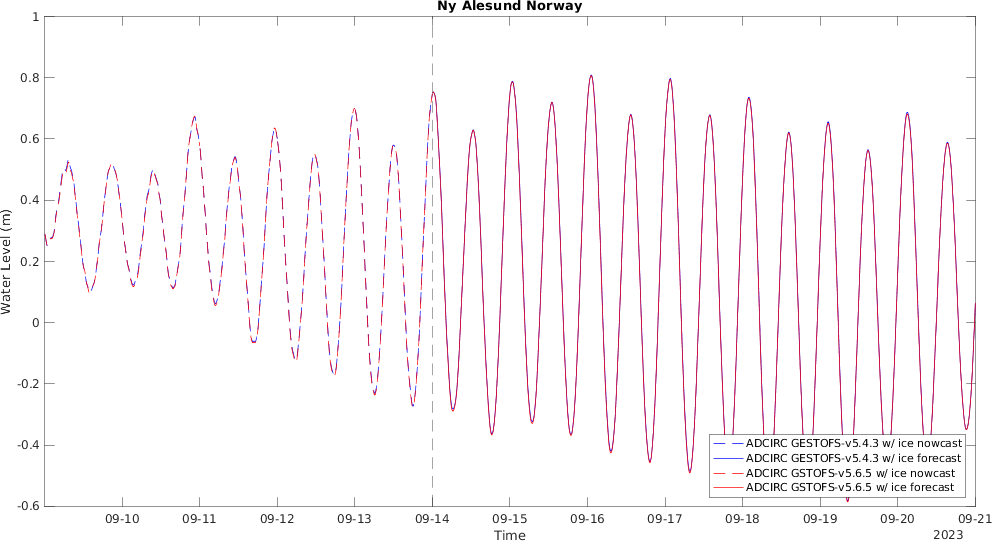 Ny Alesund Norway
Water Level (m)
1
0.8
0.6
0.4
0.2
0
-0.2
-0.4
-0.6
ADCIRC GESTOFS-v5.4.3 w/ ice nowcast
ADCIRC GESTOFS-v5.4.3 w/ ice forecast
ADCIRC GSTOFS-v5.6.5 w/ ice nowcast
ADCIRC GSTOFS-v5.6.5 w/ ice forecast
09-10 09-11 09-12 09-13 09-14 09-15 09-16 09-17 09-18 09-19 09-20 09-21
Time
2023